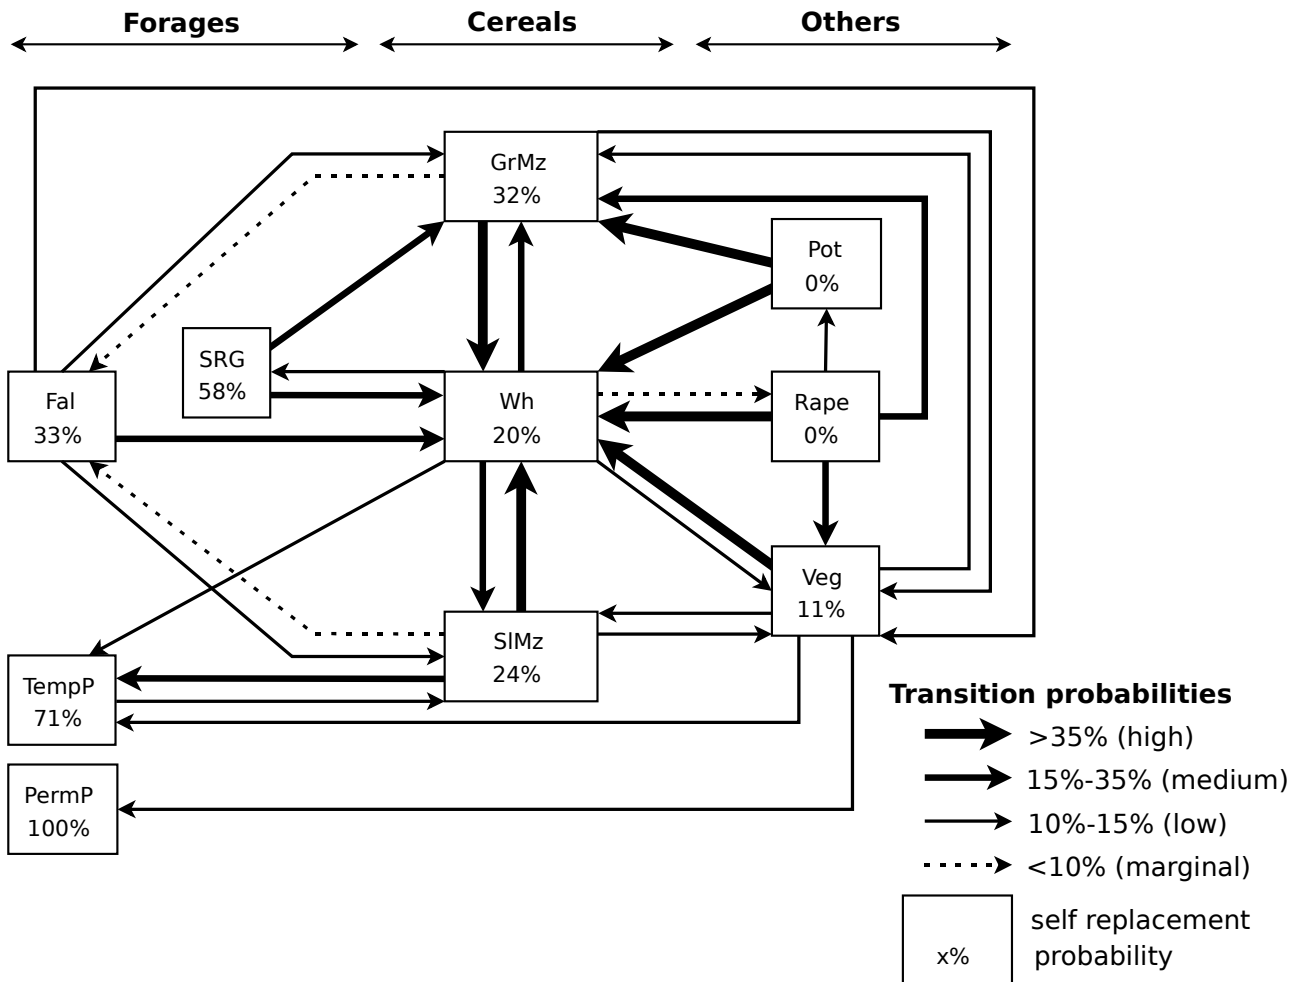 Forages
Cereals
Others
GrMz
32%
Pot
0%
SRG
58%
Fal
33%
Wh
20%
Rape
0%
Veg
11%
SlMz
24%
TempP
71%
PermP
100%
Transition probabilities
>35% (high)
15%-35% (medium)
10%-15% (low)
<10% (marginal)
x%
self replacement
probability